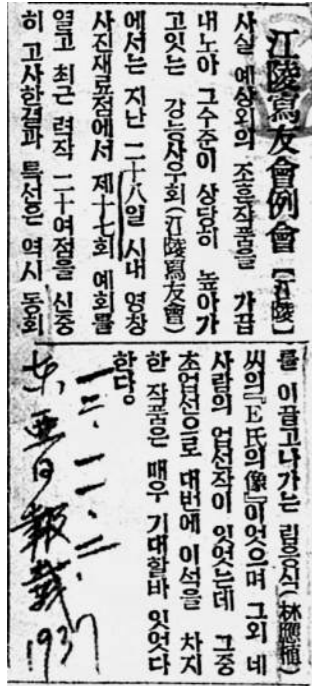 江陵寫友會例會【江陵】
사실 예상외의 조흔작품을 가끔
내노아 그수준이 상당히 높아가
고잇는 강릉사우회(江陵寫友會)
에서는 지난 二十八일 시내 영상
사진재료점에서 제十七회 예회를
열고 최근 력작 二十여점을 신중
히 고사한결과 특선은 역시 동회
를 이끌고나가는 림응식(林應植)
씨의『E氏의像』이엇으며 그외 네
사람의 입선작이 잇엇는데 그중
초입선으로 대번에 이석을 차지
한 작품은 매우 기대할바 잇엇다
한다。
一二、一一、二、
東亞日報載
1937